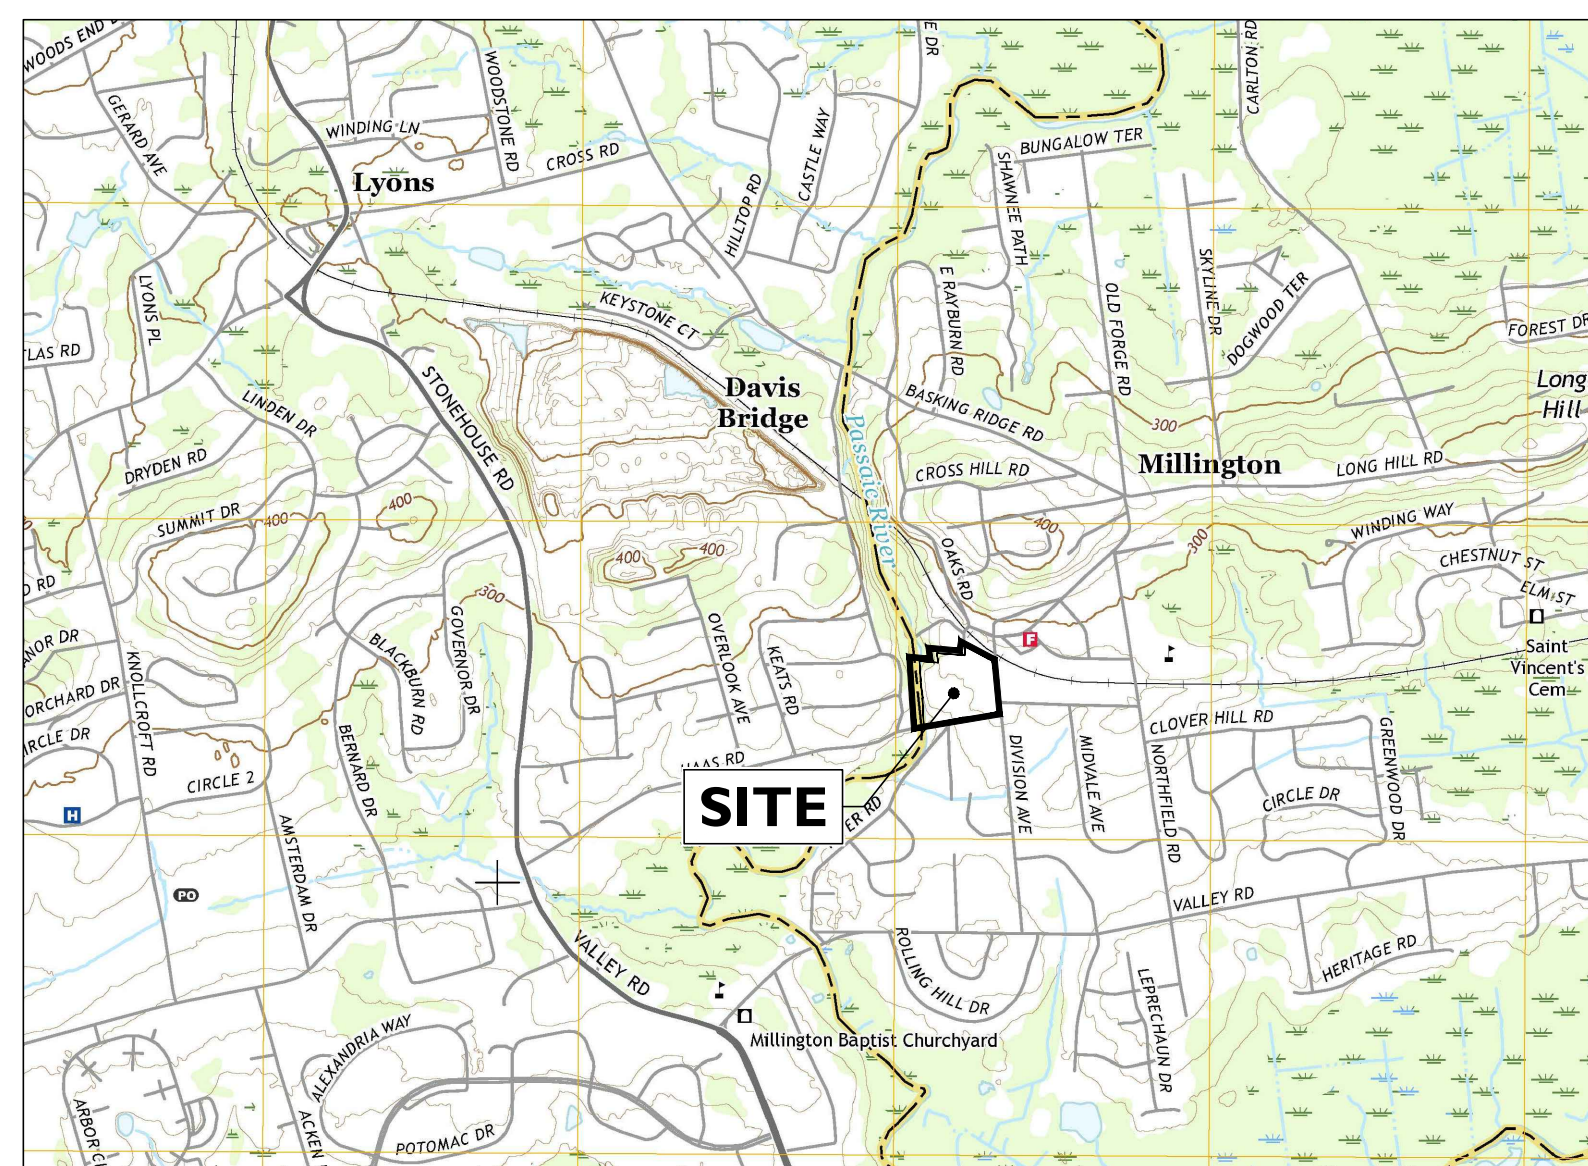 WOODS END
E DR
CARLTON RD
GERARD AVE
WINDING LN
WOODSTONE RD
CROSS RD
CASTLE WAY
BUNGALOW TER
Lyons
HILLTOP RD
SHAWNEE PATH
LYONS PL
KEYSTONE CT
E RAYBURN RD
OLD FORGE RD
SKYLINE DR
DOGWOOD TER
FOREST DR
LAS RD
STONEHOUSE RD
Davis
Bridge
BASKING RIDGE RD
300
Long
Hill
LINDEN DR
Passaic River
DRYDEN RD
CROSS HILL RD
Millington
LONG HILL RD
SUMMIT DR
400
400
400
300
WINDING WAY
400
400
OAKS RD
CHESTNUT ST
D RD
300
ELM ST
GOVERNOR DR
OVERLOOK AVE
ANOR DR
BLACKBURN RD
KEATS RD
F
Saint
Vincent's
Cem
KNOLLCROFT RD
ORCHARD DR
IRCLE DR
BERNARD DR
CLOVER HILL RD
HAAS RD
DIVISION AVE
MIDVALE AVE
NORTHFIELD RD
GREENWOOD DR
CIRCLE 2
CIRCLE DR
SITE
ER RD
H
AMSTERDAM DR
PO
VALLEY RD
VALLEY RD
ROLLING HILL DR
HERITAGE RD
LEPRECHAUN DR
Millington Baptist Churchyard
ALEXANDRIA WAY
ARBOR CI
ACKEN
POTOMAC DR